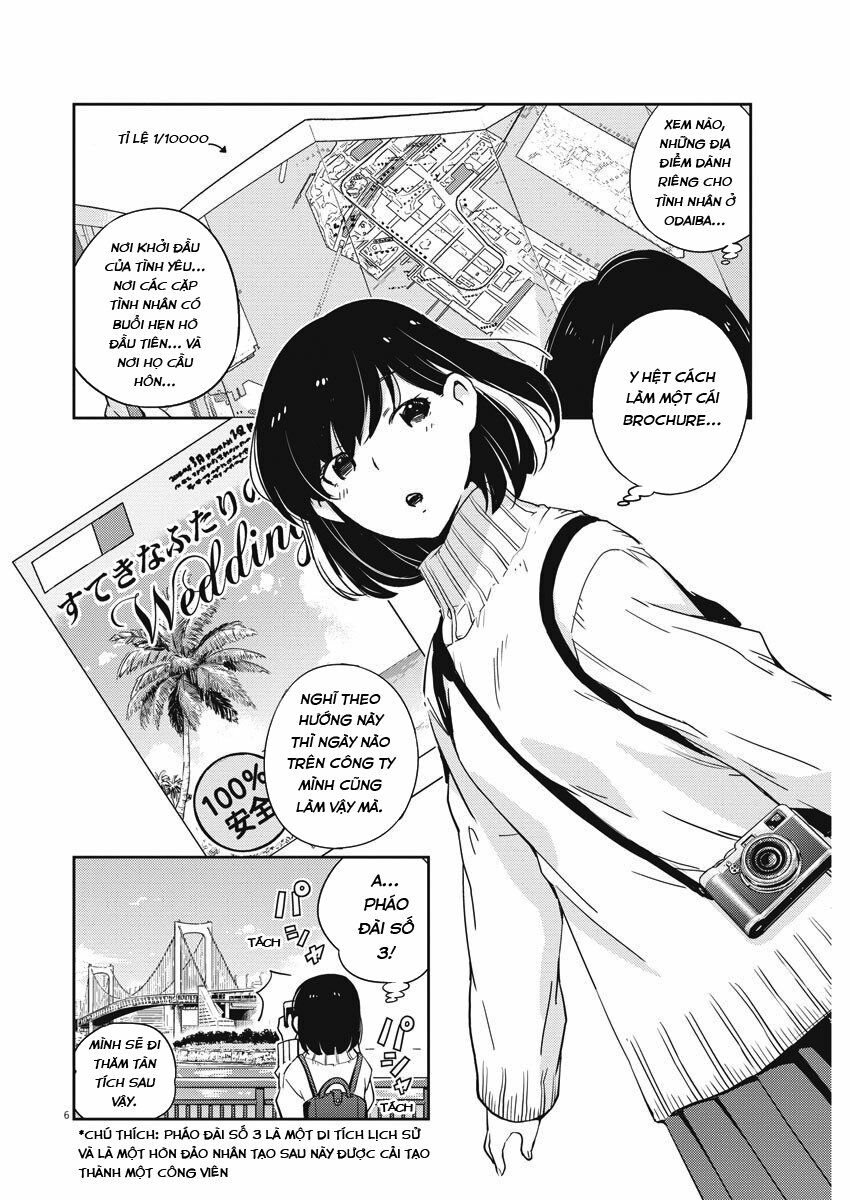 XEM NÀO,
NHỮNG ĐỊA
ĐIỂM DÀNH
RIÊNG CHO
TÌNH NHÂN Ở
ODAIBA...
TỈ LỆ 1/10000
NƠI KHỞI ĐẦU
CỦA TÌNH YÊU...
NƠI CÁC CẶP
TÌNH NHÂN CÓ
BUỔI HẸN HÒ
ĐẦU TIÊN... VÀ
NƠI HỌ CẦU
HÔN...
Y HỆT CÁCH
LÀM MỘT CÁI
BROCHURE...
すてきなふたりの
Wedding
100%
安全
NGHĨ THEO
HƯỚNG NÀY
THÌ NGÀY NÀO
TRÊN CÔNG TY
MÌNH CŨNG
LÀM VẬY MÀ.
A...
PHÁO
ĐÀI SỐ
3!
パシャ
TÁCH
パシャ
TÁCH
MÌNH SẼ ĐI
THĂM TÀN
TÍCH SAU
VẬY.
6
*CHÚ THÍCH: PHÁO ĐÀI SỐ 3 LÀ MỘT DI TÍCH LỊCH SỬ
VÀ LÀ MỘT HÒN ĐẢO NHÂN TẠO SAU NÀY ĐƯỢC CẢI TẠO
THÀNH MỘT CÔNG VIÊN